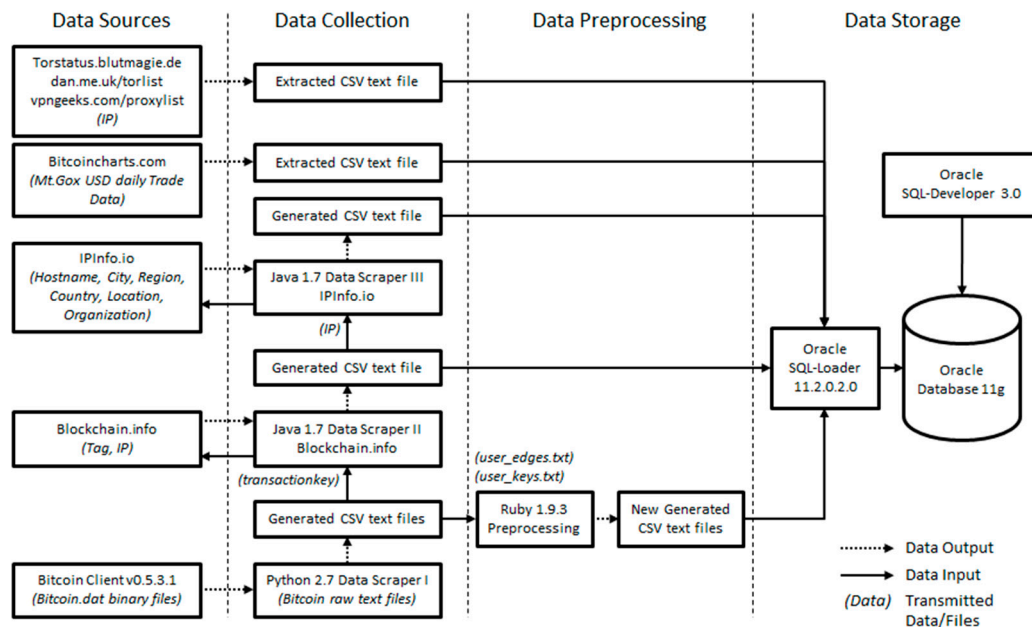 Data Sources
Data Collection
Data Preprocessing
Data Storage
Torstatus.blutmagie.de
dan.me.uk/torlist
vpngeeks.com/proxylist
(IP)
Extracted CSV text file
Bitcoincharts.com
(Mt.Gox USD daily Trade
Data)
Extracted CSV text file
Oracle
SQL-Developer 3.0
Generated CSV text file
IPInfo.io
(Hostname, City, Region,
Country, Location,
Organization)
Java 1.7 Data Scraper III
IPInfo.io
(IP)
Generated CSV text file
Oracle
SQL-Loader
11.2.0.2.0
Oracle
Database 11g
Blockchain.info
(Tag, IP)
Java 1.7 Data Scraper II
Blockchain.info
(transactionkey)
(user_edges.txt)
(user_keys.txt)
Generated CSV text files
Ruby 1.9.3
Preprocessing
New Generated
CSV text files
Bitcoin Client v0.5.3.1
(Bitcoin.dat binary files)
Python 2.7 Data Scraper I
(Bitcoin raw text files)
Data Output
Data Input
(Data) Transmitted
Data/Files